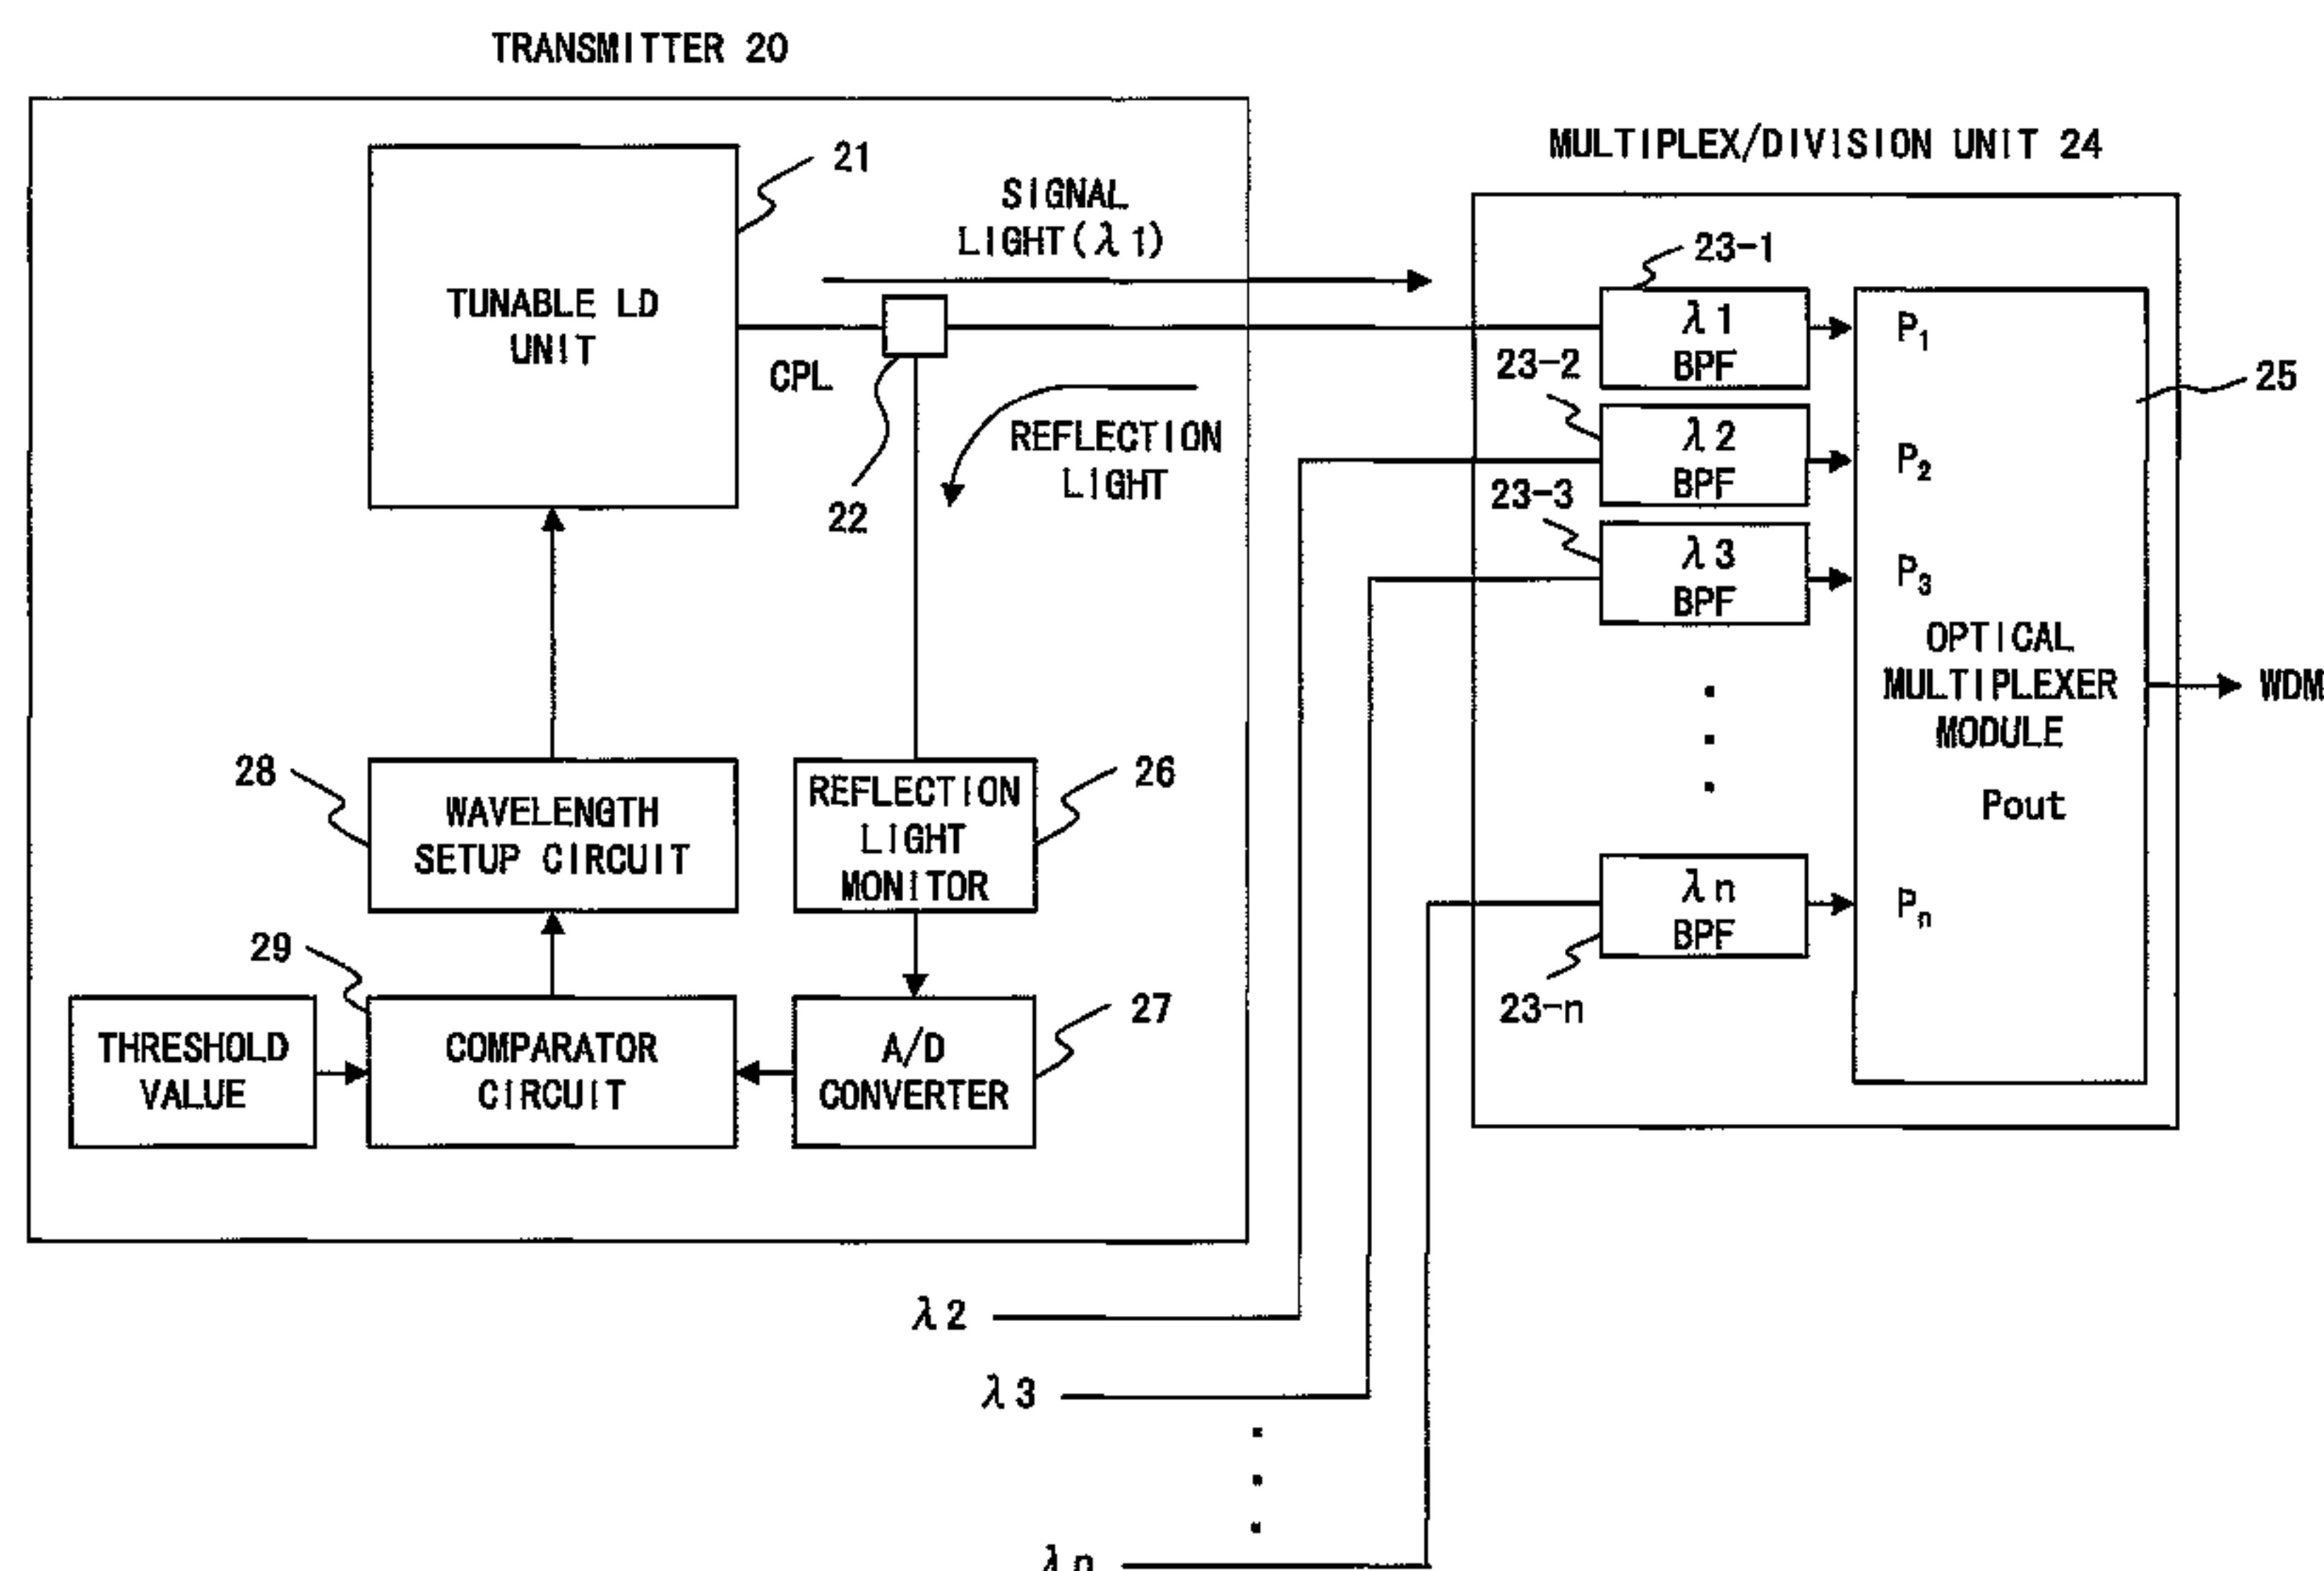 TRANSMITTER 20
MULTIPLEX/DIVISION UNIT 24
21
SIGNAL
LIGHT(λ1)
TUNABLE LD
UNIT
CPL
22
REFLECTION
LIGHT
23-1
λ1
BPF
P1
23-2
λ2
BPF
P2
25
23-3
λ3
BPF
P3
OPTICAL
MULTIPLEXER
MODULE
Pout
WDM
28
WAVELENGTH
SETUP CIRCUIT
REFLECTION
LIGHT
MONITOR
26
λn
BPF
Pn
23-n
29
THRESHOLD
VALUE
COMPARATOR
CIRCUIT
A/D
CONVERTER
27
λ2
λ3
λn